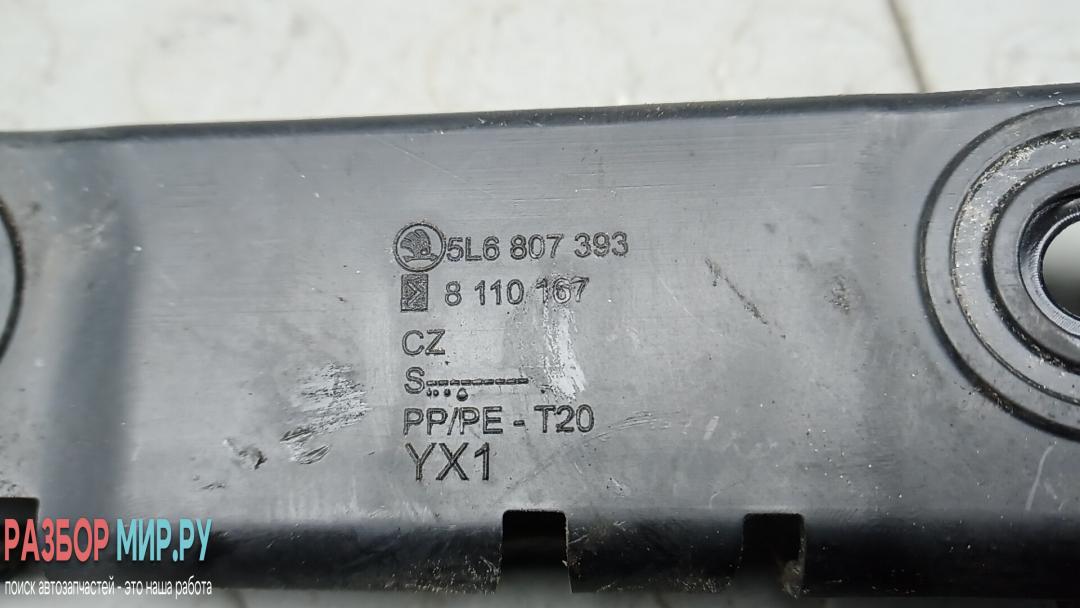 5L6 807 393
8 110 167
CZ
S
PP/PE - T20
YX1
РАЗБОР МИР.РУ
поиск автозапчастей - это наша работа